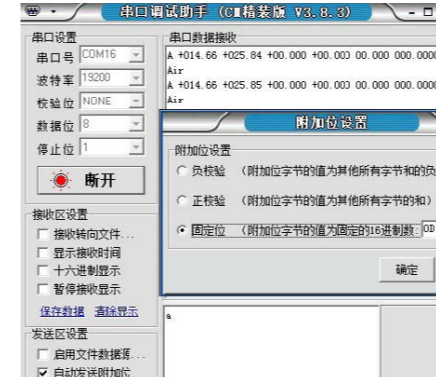 串口调试助手 (CM精装版 V3.8.3)
串口设置
串口号 COM16
波特率 19200
校验位 NONE
数据位 8
停止位 1
断开
接收区设置
接收转向文件...
显示接收时间
十六进制显示
暂停接收显示
保存数据 清除显示
发送区设置
启用文件数据源...
自动发送附加位
串口数据接收
A +014.66 +025.84 +00.000 +00.000 00.000 000.0000
Air
A +014.66 +025.85 +00.000 +00.000 00.000 000.0000
Air
附加位设置
附加位设置
负校验 (附加位字节的值为其他所有字节和的负
正校验 (附加位字节的值为其他所有字节的和)
固定位 (附加位字节的值为固定的16进制数: 0D
确定
a